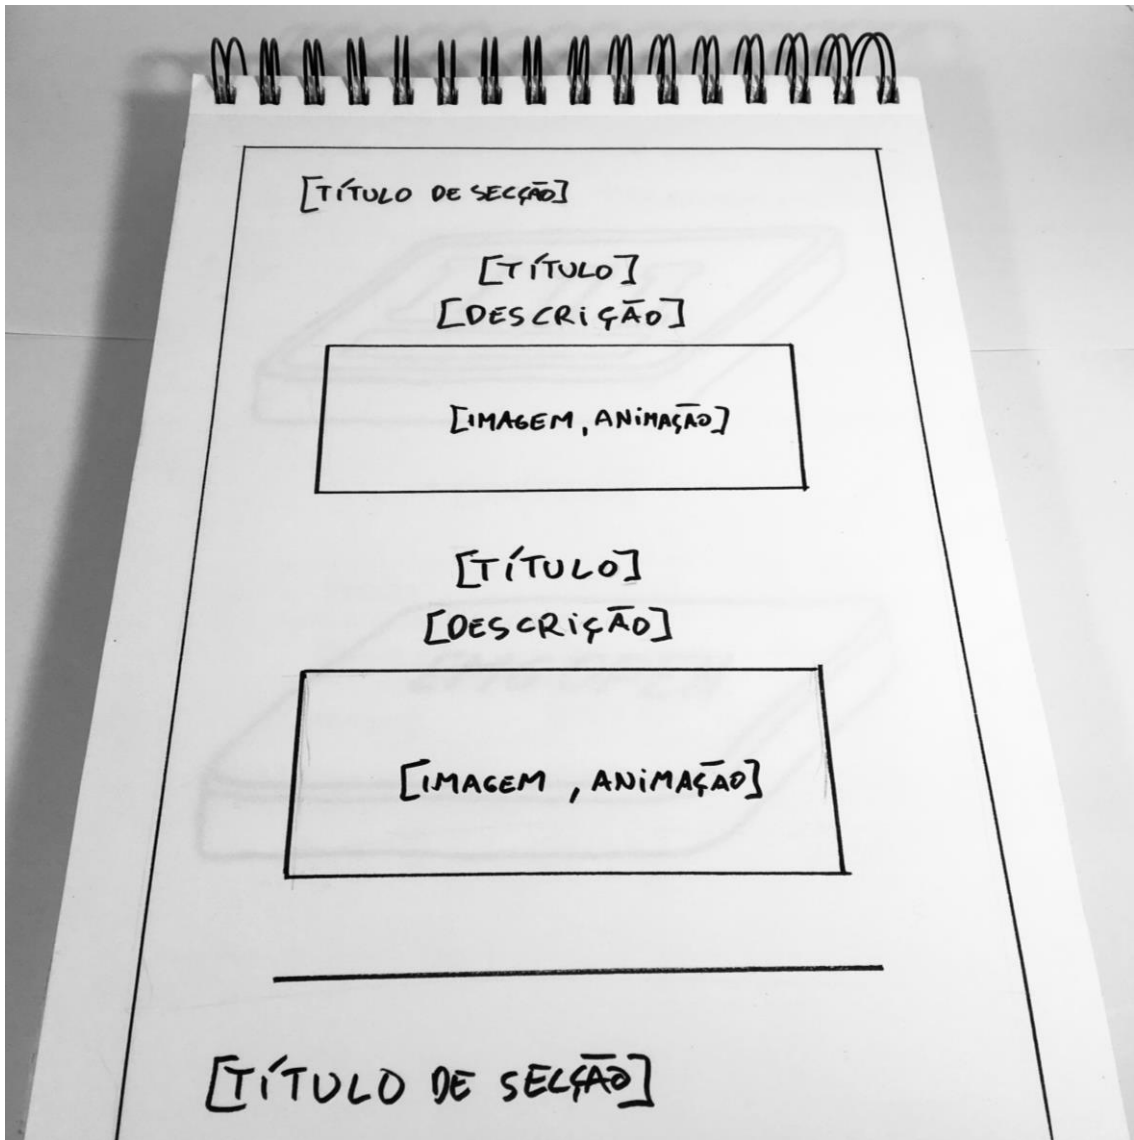 [TÍTULO DE SECÇÃO]
[TÍTULO]
[DESCRIÇÃO]
[IMAGEM, ANIMAÇÃO]
[TÍTULO]
[DESCRIÇÃO]
[IMAGEM, ANIMAÇÃO]
[TÍTULO DE SECÇÃO]